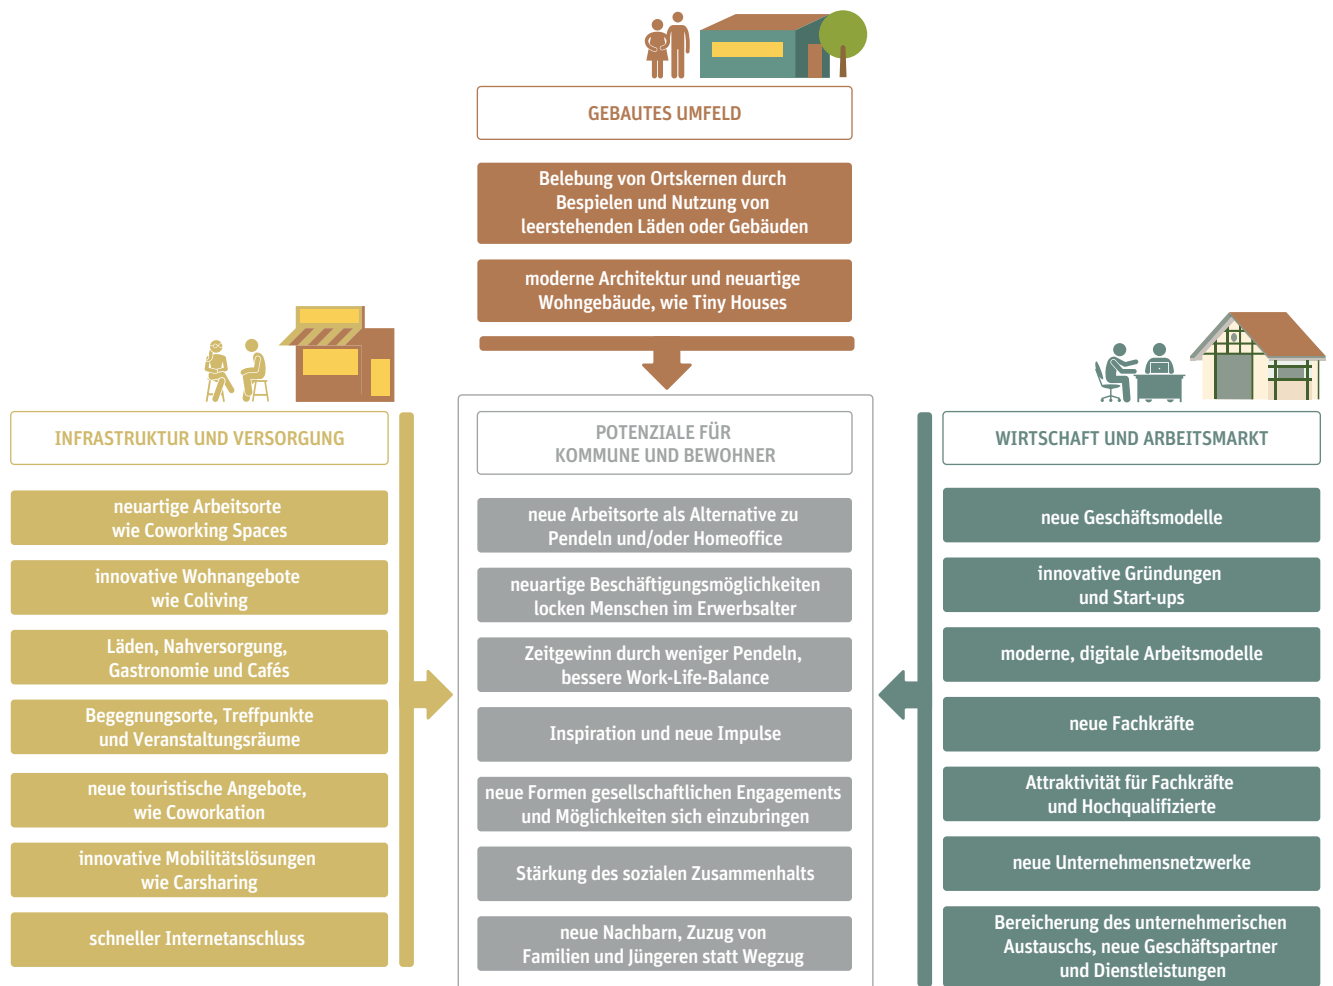 GEBAUTES UMFELD
Belebung von Ortskernen durch
Bespielen und Nutzung von
leerstehenden Läden oder Gebäuden
moderne Architektur und neuartige
Wohngebäude, wie Tiny Houses
INFRASTRUKTUR UND VERSORGUNG
neuartige Arbeitsorte
wie Coworking Spaces
innovative Wohnangebote
wie Coliving
Läden, Nahversorgung,
Gastronomie und Cafés
Begegnungsorte, Treffpunkte
und Veranstaltungsräume
neue touristische Angebote,
wie Coworkation
innovative Mobilitätslösungen
wie Carsharing
schneller Internetanschluss
POTENZIALE FÜR
KOMMUNE UND BEWOHNER
neue Arbeitsorte als Alternative zu
Pendeln und/oder Homeoffice
neuartige Beschäftigungsmöglichkeiten
locken Menschen im Erwerbsalter
Zeitgewinn durch weniger Pendeln,
bessere Work-Life-Balance
Inspiration und neue Impulse
neue Formen gesellschaftlichen Engagements
und Möglichkeiten sich einzubringen
Stärkung des sozialen Zusammenhalts
neue Nachbarn, Zuzug von
Familien und Jüngeren statt Wegzug
WIRTSCHAFT UND ARBEITSMARKT
neue Geschäftsmodelle
innovative Gründungen
und Start-ups
moderne, digitale Arbeitsmodelle
neue Fachkräfte
Attraktivität für Fachkräfte
und Hochqualifizierte
neue Unternehmensnetzwerke
Bereicherung des unternehmerischen
Austauschs, neue Geschäftspartner
und Dienstleistungen